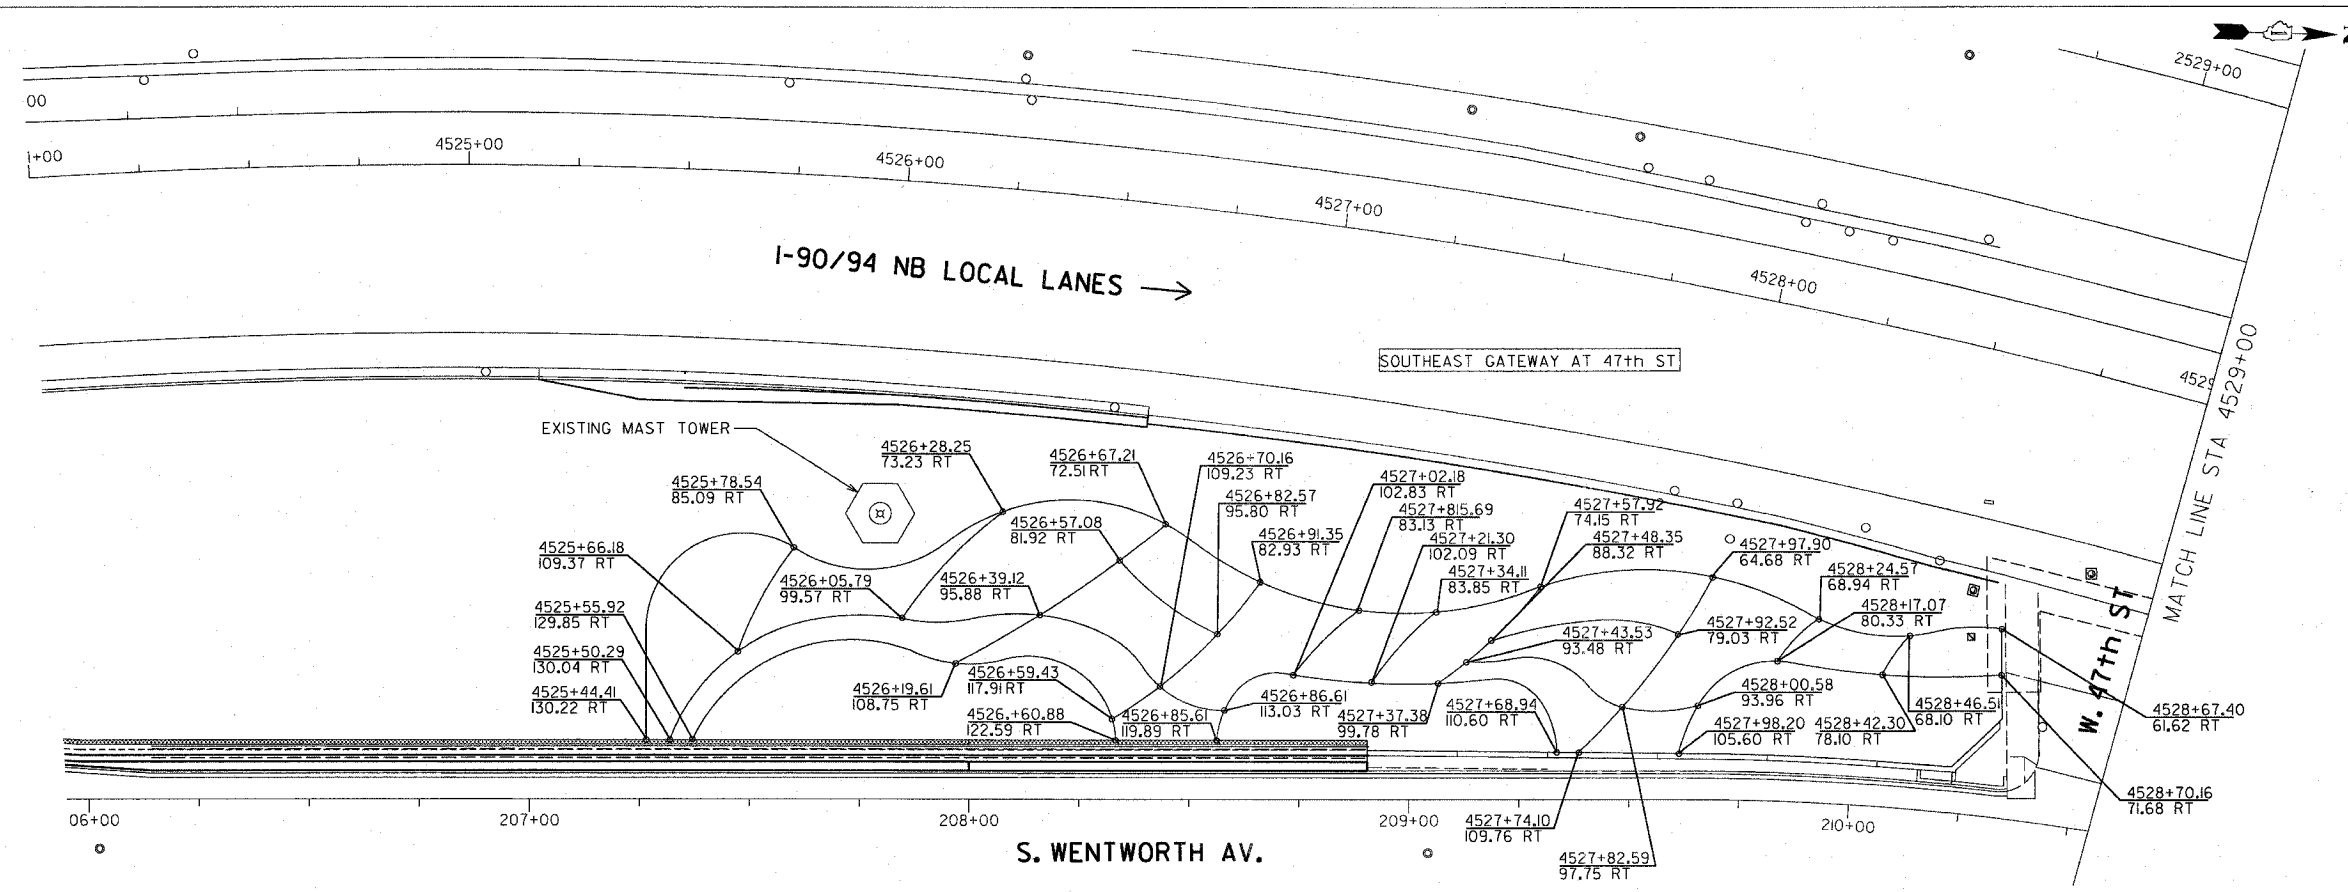 2529+00
00
1+00
4525+00
4526+00
4527+00
4528+00
4529
I-90/94 NB LOCAL LANES
SOUTHEAST GATEWAY AT 47th ST
MATCH LINE STA 4529+00
W. 47th ST
EXISTING MAST TOWER
4525+78.54
85.09 RT
4526+28.25
73.23 RT
4526+67.21
72.51 RT
4526+70.16
109.23 RT
4526+82.57
95.80 RT
4527+02.18
102.83 RT
4527+815.69
83.13 RT
4527+57.92
74.15 RT
4527+48.35
88.32 RT
4527+21.30
102.09 RT
4527+34.11
83.85 RT
4527+97.90
64.68 RT
4528+24.57
68.94 RT
4528+17.07
80.33 RT
4525+66.18
109.37 RT
4526+57.08
81.92 RT
4526+91.35
82.93 RT
4526+05.79
99.57 RT
4526+39.12
95.88 RT
4525+55.92
129.85 RT
4525+50.29
130.04 RT
4525+44.41
130.22 RT
4527+43.53
93.48 RT
4527+92.52
79.03 RT
4526+19.61
108.75 RT
4526+59.43
117.91 RT
4526.+60.88
122.59 RT
4526+85.61
119.89 RT
4526+86.61
113.03 RT
4527+37.38
99.78 RT
4527+68.94
110.60 RT
4528+00.58
93.96 RT
4527+98.20
105.60 RT
4528+42.30
78.10 RT
4528+46.51
68.10 RT
4528+67.40
61.62 RT
4528+70.16
71.68 RT
4527+74.10
109.76 RT
4527+82.59
97.75 RT
06+00
207+00
208+00
209+00
210+00
S. WENTWORTH AV.